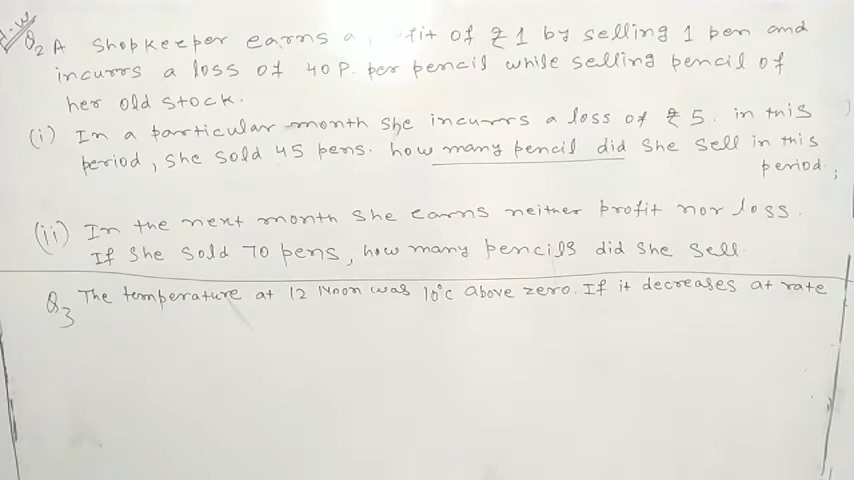 H.W
Q2 A Shopkeeper earns a fit of ₹1 by selling 1 pen and
incurrs a loss of 40 P. per pencil while selling pencil of
her old stock.
(i) In a particular month she incurrs a loss of ₹5. in this
period, she sold 45 pens. how many pencil did she sell in this
period.;
(ii) In the next month she earns neither profit nor loss.
If she sold 70 pens, how many pencils did she sell.
Q3 The temperature at 12 Noon was 10°C above zero. If it decreases at rate